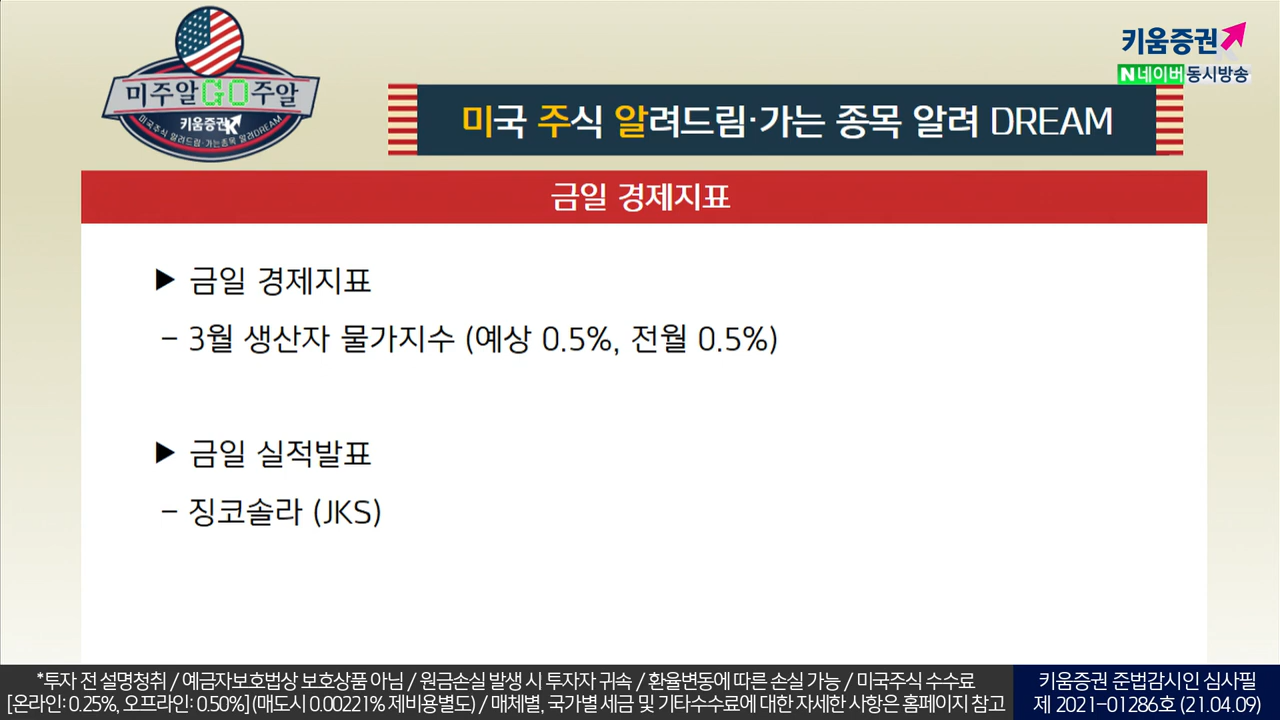 미주알GO주알
키움증권
미국주식 알려드림·가는종목 알려DREAM
키움증권
N 네이버 동시방송
미국 주식 알려드림·가는 종목 알려 DREAM
금일 경제지표
▶ 금일 경제지표
- 3월 생산자 물가지수 (예상 0.5%, 전월 0.5%)
▶ 금일 실적발표
- 징코솔라 (JKS)
*투자 전 설명청취 / 예금자보호법상 보호상품 아님 / 원금손실 발생 시 투자자 귀속 / 환율변동에 따른 손실 가능 / 미국주식 수수료
[온라인: 0.25%, 오프라인: 0.50%] (매도시 0.00221% 제비용별도) / 매체별, 국가별 세금 및 기타수수료에 대한 자세한 사항은 홈페이지 참고
키움증권 준법감시인 심사필
제 2021-01286호 (21.04.09)